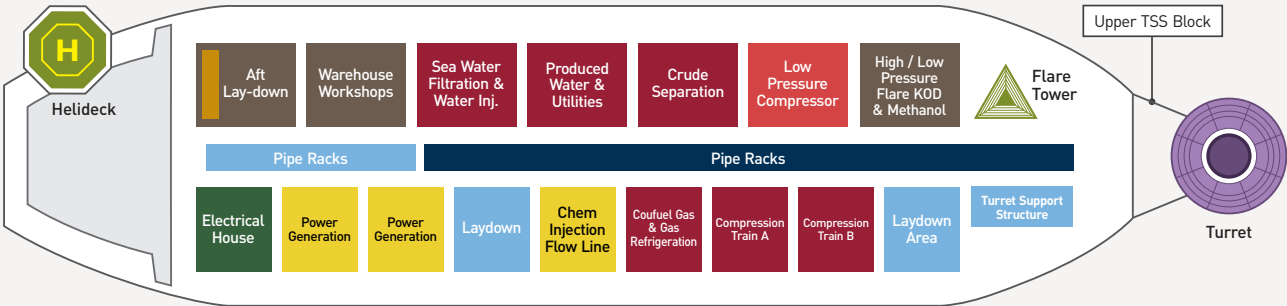 Upper TSS Block
H
Helideck
Aft
Lay-down
Warehouse
Workshops
Sea Water
Filtration &
Water Inj.
Produced
Water &
Utilities
Crude
Separation
Low
Pressure
Compressor
High / Low
Pressure
Flare KOD
& Methanol
Flare
Tower
Pipe Racks
Pipe Racks
Electrical
House
Power
Generation
Power
Generation
Laydown
Chem
Injection
Flow Line
Coufuel Gas
& Gas
Refrigeration
Compression
Train A
Compression
Train B
Laydown
Area
Turret Support
Structure
Turret